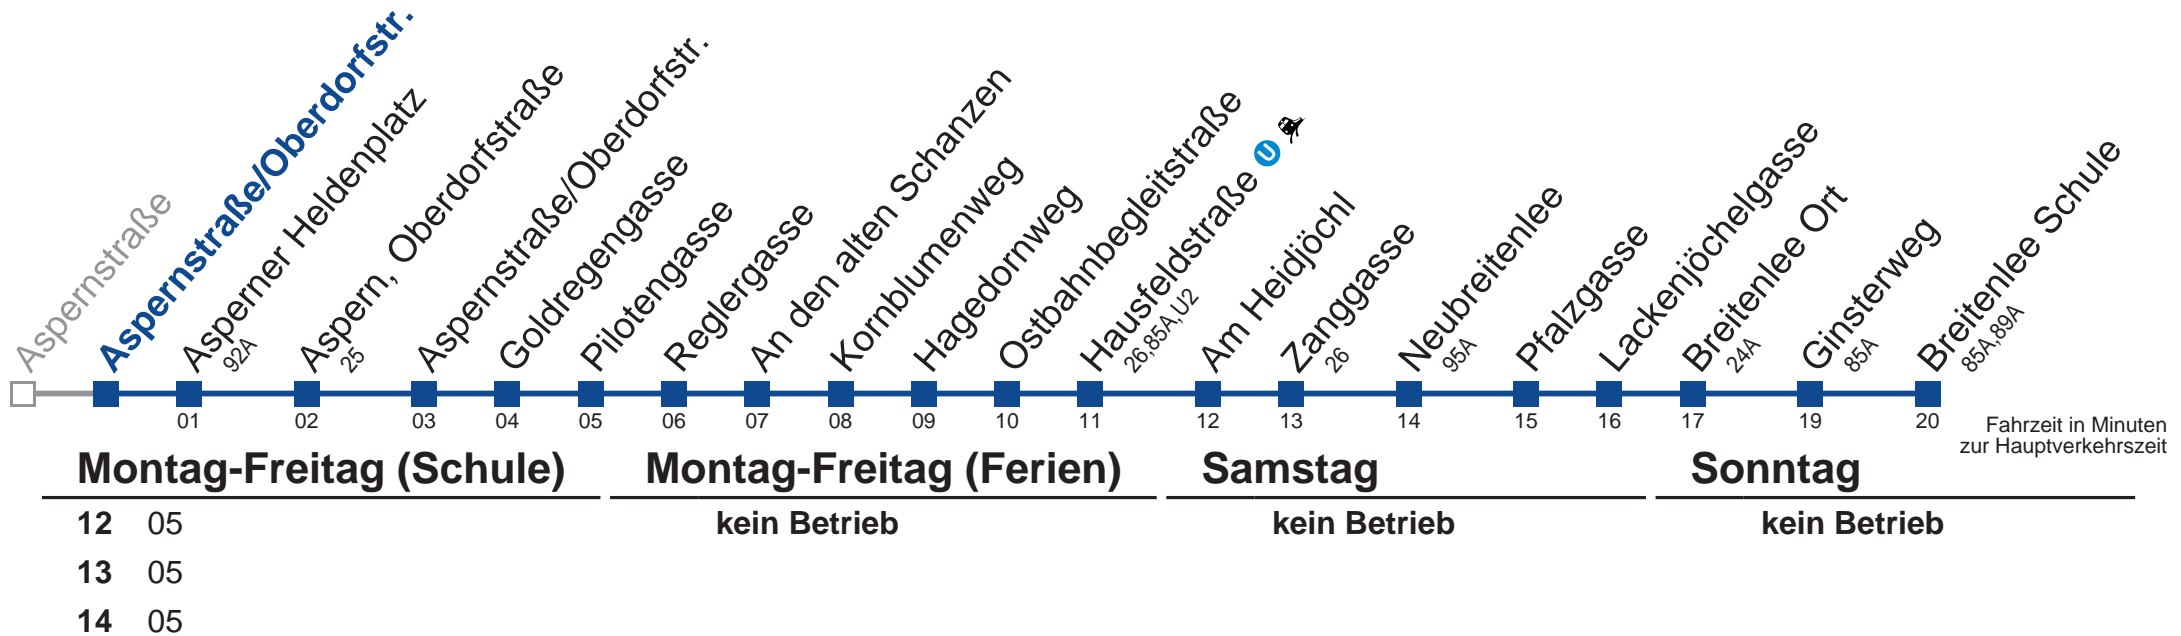 Aspernstraße
Aspernstraße/Oberdorfstr.
Asperner Heldenplatz
92A
Aspern, Oberdorfstraße
25
Aspernstraße/Oberdorfstr.
Goldregengasse
Pilotengasse
Reglergasse
An den alten Schanzen
Kornblumenweg
Hagedornweg
Ostbahnbegleitstraße
Hausfeldstraße U
26,85A,U2
Am Heidjöchl
Zanggasse
26
Neubreitenlee
95A
Pfalzgasse
Lackenjöchelgasse
Breitenlee Ort
24A
Ginsterweg
85A
Breitenlee Schule
85A,89A
01 02 03 04 05 06 07 08 09 10 11 12 13 14 15 16 17 19 20
Fahrzeit in Minuten
zur Hauptverkehrszeit
Montag-Freitag (Schule) Montag-Freitag (Ferien) Samstag Sonntag
12 05 kein Betrieb kein Betrieb kein Betrieb
13 05
14 05